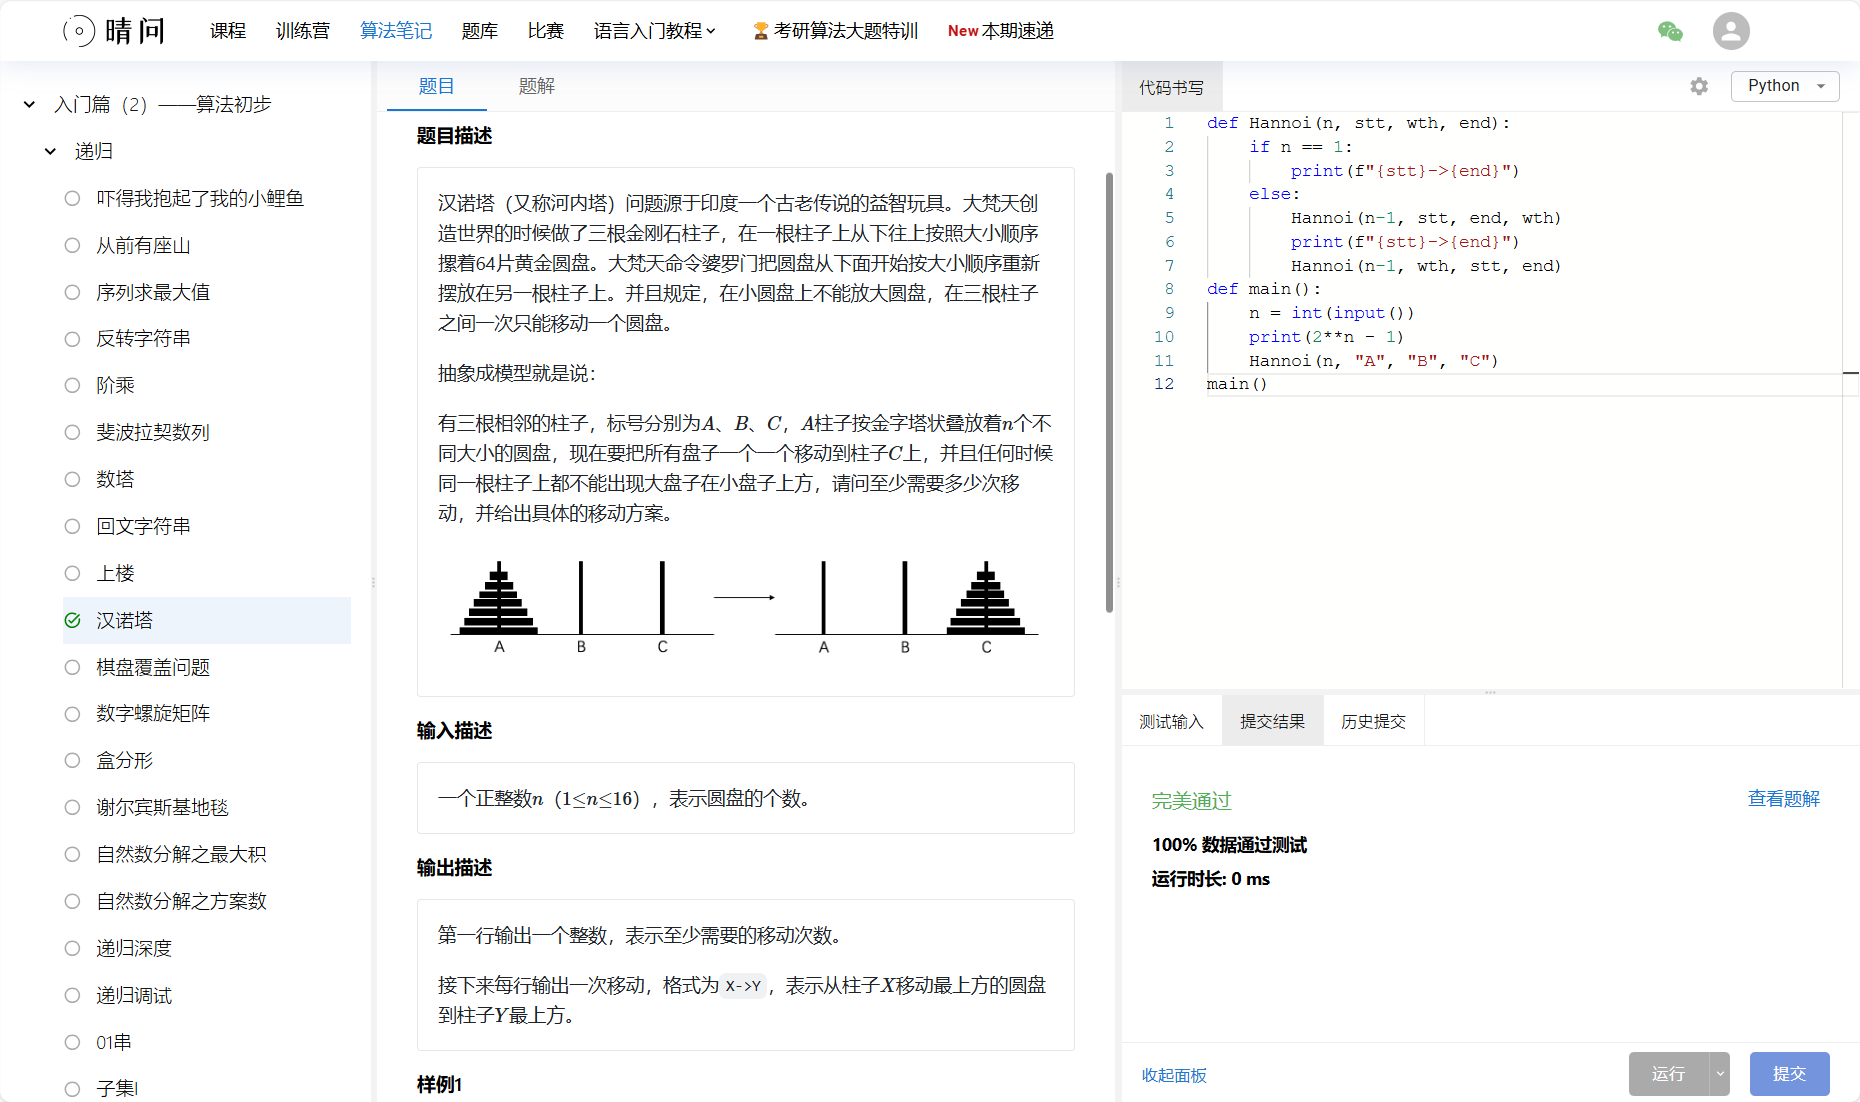 晴问
课程 训练营 算法笔记 题库 比赛 语言入门教程 考研算法大题特训 New 本期速递
入门篇（2）——算法初步
递归
吓得我抱起了我的小鲤鱼
从前有座山
序列求最大值
反转字符串
阶乘
斐波拉契数列
数塔
回文字符串
上楼
汉诺塔
棋盘覆盖问题
数字螺旋矩阵
盒分形
谢尔宾斯基地毯
自然数分解之最大积
自然数分解之方案数
递归深度
递归调试
01串
子集I
题目 题解
题目描述
汉诺塔（又称河内塔）问题源于印度一个古老传说的益智玩具。大梵天创
造世界的时候做了三根金刚石柱子，在一根柱子上从下往上按照大小顺序
摞着64片黄金圆盘。大梵天命令婆罗门把圆盘从下面开始按大小顺序重新
摆放在另一根柱子上。并且规定，在小圆盘上不能放大圆盘，在三根柱子
之间一次只能移动一个圆盘。
抽象成模型就是说：
有三根相邻的柱子，标号分别为A、B、C，A柱子按金字塔状叠放着n个不
同大小的圆盘，现在要把所有盘子一个一个移动到柱子C上，并且任何时候
同一根柱子上都不能出现大盘子在小盘子上方，请问至少需要多少次移
动，并给出具体的移动方案。
A B C A B C
输入描述
一个正整数n（1≤n≤16），表示圆盘的个数。
输出描述
第一行输出一个整数，表示至少需要的移动次数。
接下来每行输出一次移动，格式为 X->Y ，表示从柱子X移动最上方的圆盘
到柱子Y最上方。
样例1
代码书写 Python
1 def Hannoi(n, stt, wth, end):
2     if n == 1:
3         print(f"{stt}->{end}")
4     else:
5         Hannoi(n-1, stt, end, wth)
6         print(f"{stt}->{end}")
7         Hannoi(n-1, wth, stt, end)
8 def main():
9     n = int(input())
10     print(2**n - 1)
11     Hannoi(n, "A", "B", "C")
12 main()
测试输入 提交结果 历史提交
完美通过 查看题解
100% 数据通过测试
运行时长: 0 ms
收起面板 运行 提交